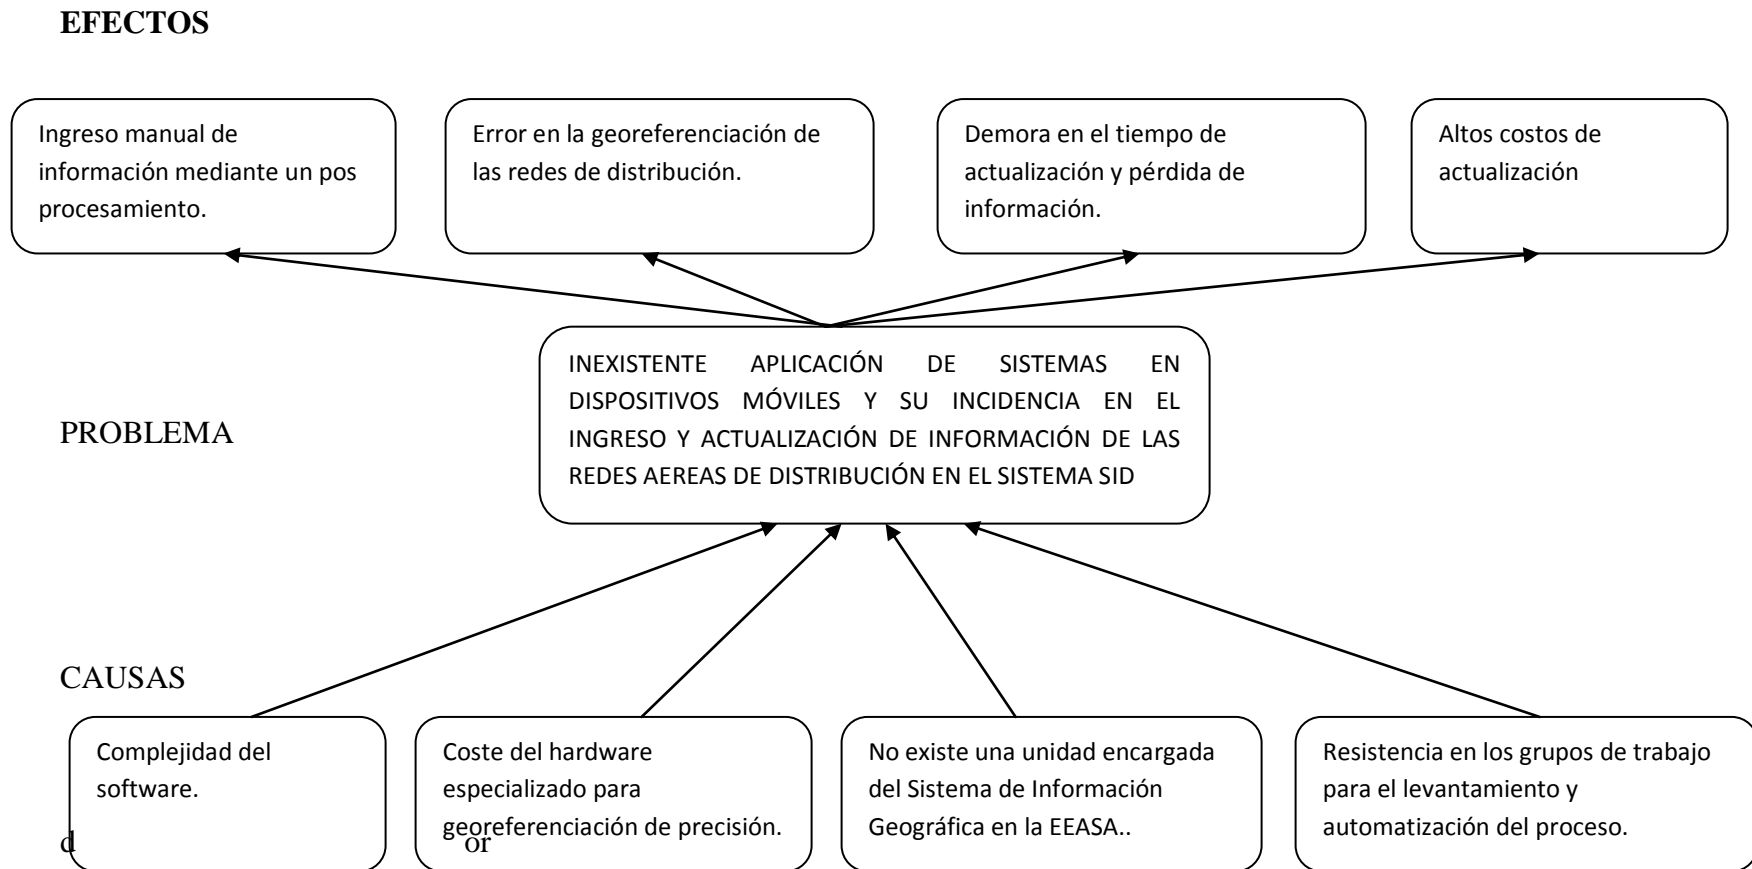 EFECTOS
Ingreso manual de
información mediante un pos
procesamiento.
Error en la georeferenciación de
las redes de distribución.
Demora en el tiempo de
actualización y pérdida de
información.
Altos costos de
actualización
PROBLEMA
INEXISTENTE APLICACIÓN DE SISTEMAS EN
DISPOSITIVOS MÓVILES Y SU INCIDENCIA EN EL
INGRESO Y ACTUALIZACIÓN DE INFORMACIÓN DE LAS
REDES AEREAS DE DISTRIBUCIÓN EN EL SISTEMA SID
CAUSAS
Complejidad del
software.
Coste del hardware
especializado para
georeferenciación de precisión.
No existe una unidad encargada
del Sistema de Información
Geográfica en la EEASA..
Resistencia en los grupos de trabajo
para el levantamiento y
automatización del proceso.
d or